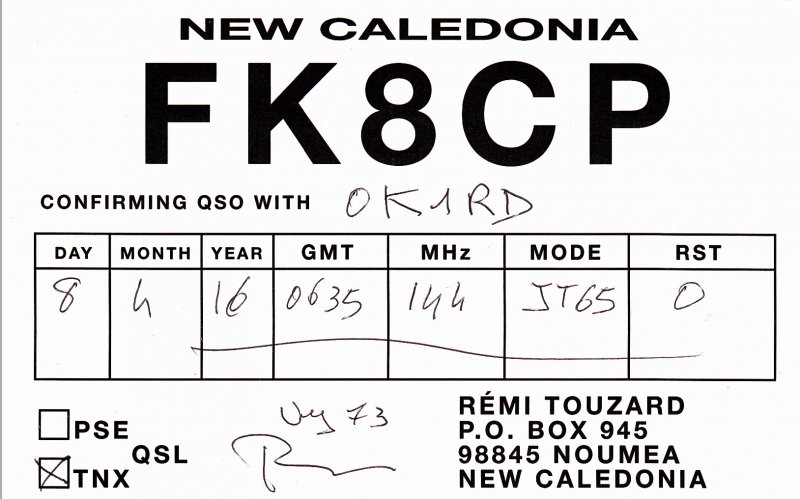 NEW CALEDONIA
FK8CP
CONFIRMING QSO WITH OK1RD
DAY MONTH YEAR GMT MHz MODE RST
8 4 16 0635 144 JT65 O
Vy 73
PSE
QSL
TNX
RÉMI TOUZARD
P.O. BOX 945
98845 NOUMEA
NEW CALEDONIA